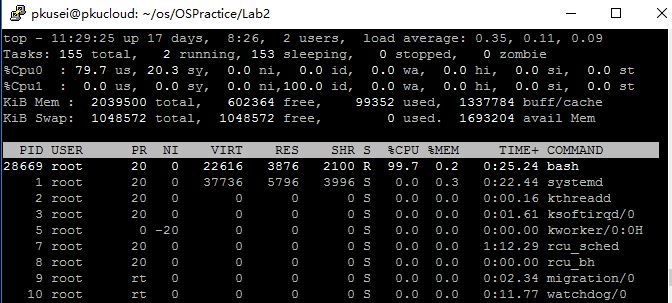 pkusei@pkucloud: ~/os/OSPractice/Lab2
top - 11:29:25 up 17 days,  8:26,  2 users,  load average: 0.35, 0.11, 0.09
Tasks: 155 total,   2 running, 153 sleeping,   0 stopped,   0 zombie
%Cpu0  : 79.7 us, 20.3 sy,  0.0 ni,  0.0 id,  0.0 wa,  0.0 hi,  0.0 si,  0.0 st
%Cpu1  :  0.0 us,  0.0 sy,  0.0 ni,100.0 id,  0.0 wa,  0.0 hi,  0.0 si,  0.0 st
KiB Mem :  2039500 total,   602364 free,    99352 used,  1337784 buff/cache
KiB Swap:  1048572 total,  1048572 free,        0 used.  1693204 avail Mem
PID USER      PR  NI    VIRT    RES    SHR S  %CPU %MEM     TIME+ COMMAND
28669 root      20   0   22616   3876   2100 R  99.7  0.2   0:25.24 bash
1 root      20   0   37736   5796   3996 S   0.0  0.3   0:22.44 systemd
2 root      20   0       0      0      0 S   0.0  0.0   0:00.16 kthreadd
3 root      20   0       0      0      0 S   0.0  0.0   0:01.61 ksoftirqd/0
5 root       0 -20       0      0      0 S   0.0  0.0   0:00.00 kworker/0:0H
7 root      20   0       0      0      0 S   0.0  0.0   1:12.29 rcu_sched
8 root      20   0       0      0      0 S   0.0  0.0   0:00.00 rcu_bh
9 root      rt   0       0      0      0 S   0.0  0.0   0:02.34 migration/0
10 root      rt   0       0      0      0 S   0.0  0.0   0:11.77 watchdog/0